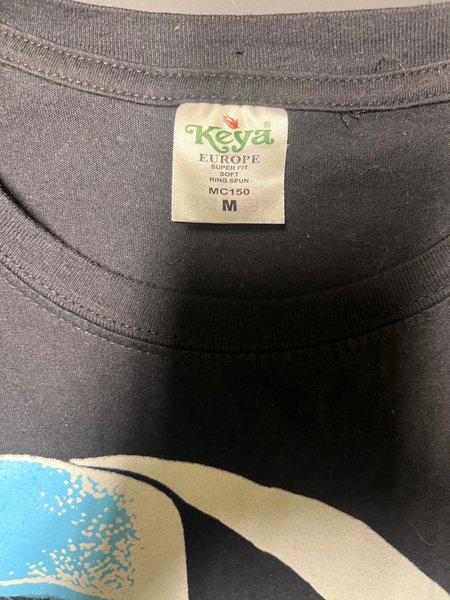 Keya®
EUROPE
SUPER FIT
SOFT
RING SPUN
MC150
M